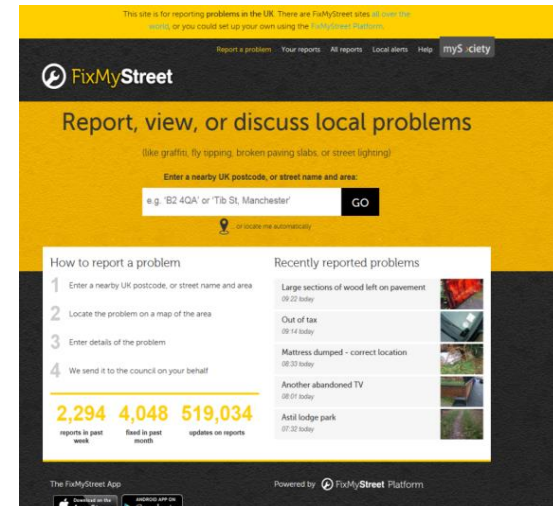 This site is for reporting problems in the UK. There are FixMyStreet sites all over the
world, or you could set up your own using the FixMyStreet Platform.
Report a problem Your reports All reports Local alerts Help mySociety
FixMyStreet
Report, view, or discuss local problems
(like graffiti, fly tipping, broken paving slabs, or street lighting)
Enter a nearby UK postcode, or street name and area:
e.g. 'B2 4QA' or 'Tib St, Manchester'
GO
... or locate me automatically
How to report a problem
1 Enter a nearby UK postcode, or street name and area
2 Locate the problem on a map of the area
3 Enter details of the problem
4 We send it to the council on your behalf
2,294 4,048 519,034
reports in past week
fixed in past month
updates on reports
Recently reported problems
Large sections of wood left on pavement
09:22 today
Out of tax
09:14 today
Mattress dumped - correct location
08:33 today
Another abandoned TV
08:01 today
Astil lodge park
07:32 today
The FixMyStreet App
Powered by FixMyStreet Platform
Download on the
ANDROID APP ON